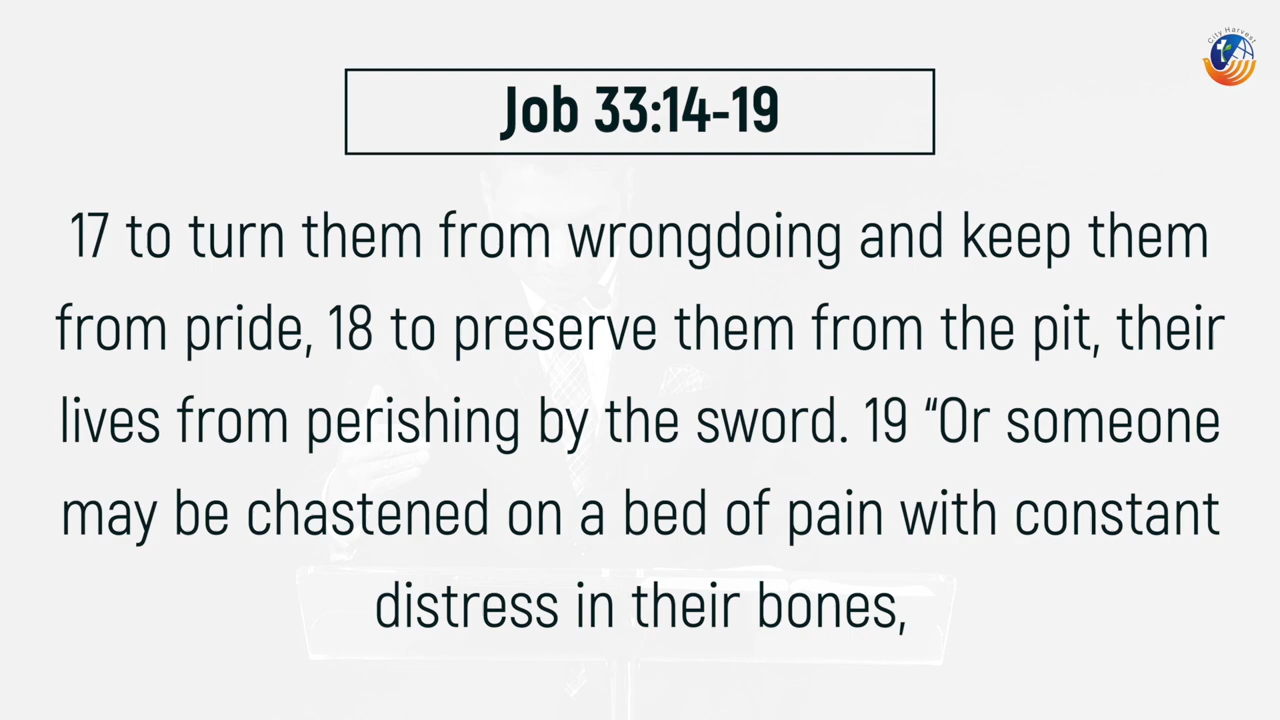 City Harvest
Job 33:14-19
17 to turn them from wrongdoing and keep them
from pride, 18 to preserve them from the pit, their
lives from perishing by the sword. 19 “Or someone
may be chastened on a bed of pain with constant
distress in their bones,